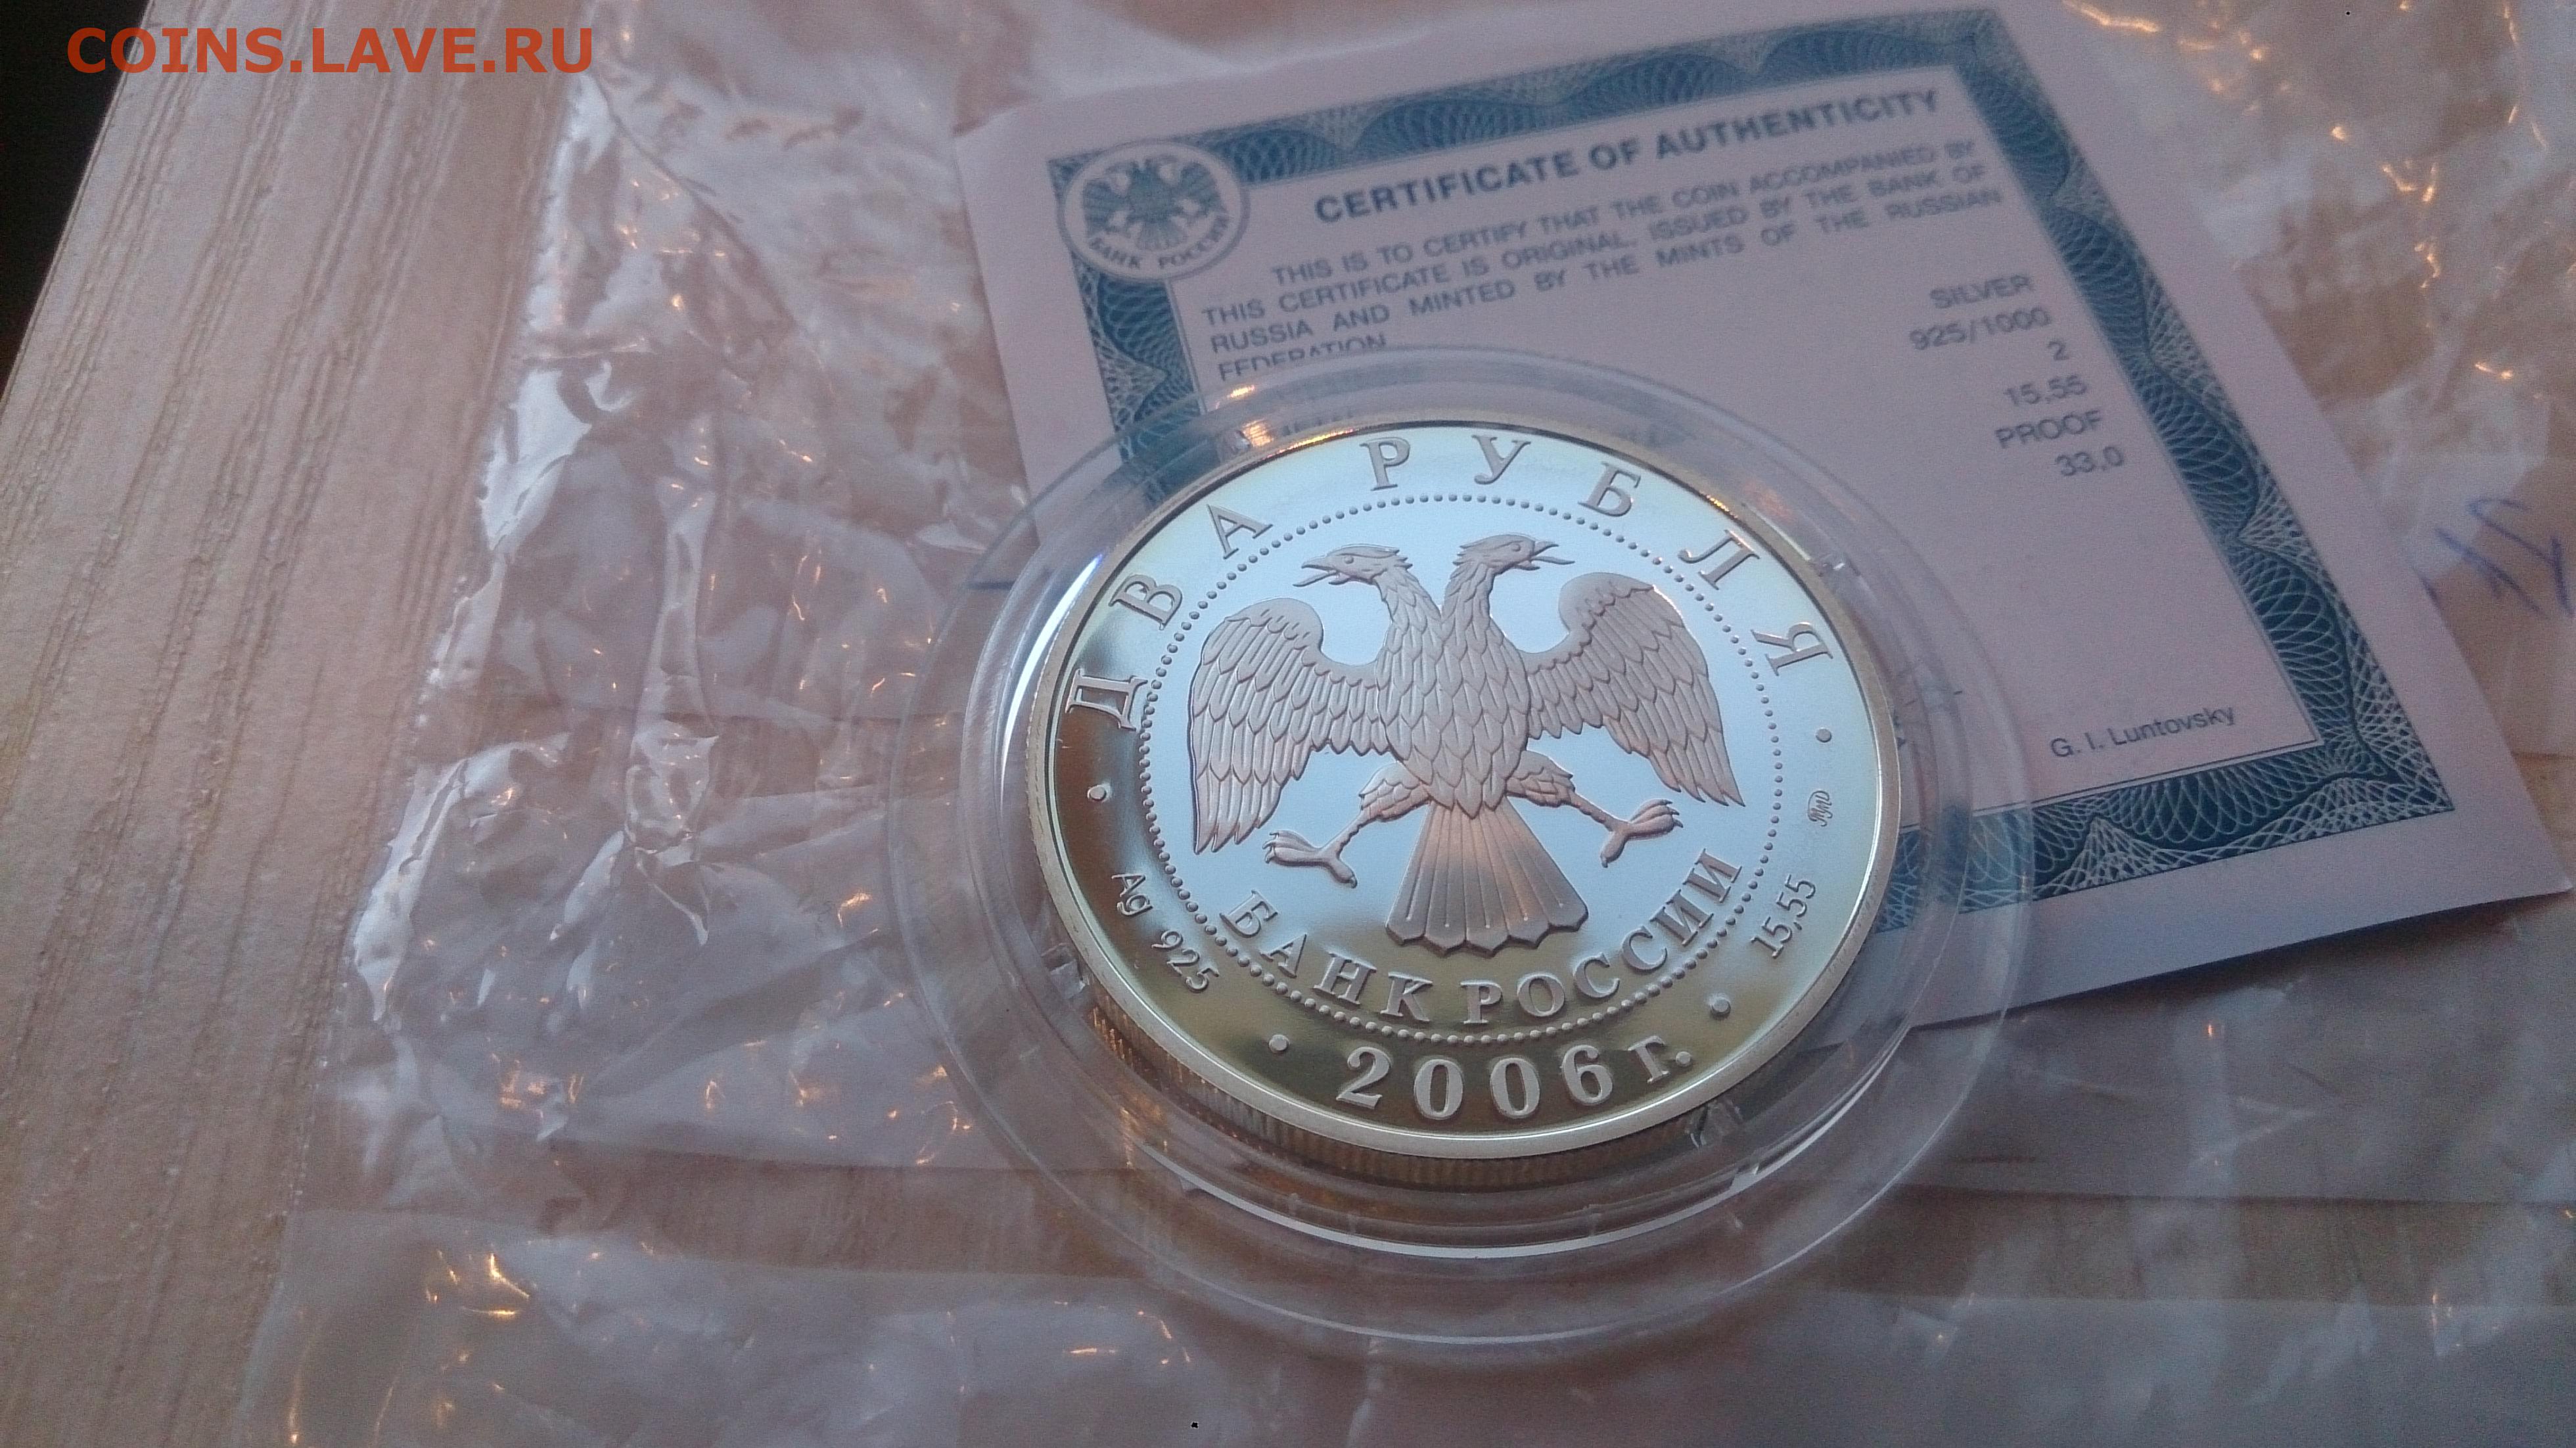 COINS.LAVE.RU
CERTIFICATE OF AUTHENTICITY
THIS IS TO CERTIFY THAT THE COIN ACCOMPANIED BY
THIS CERTIFICATE IS ORIGINAL, ISSUED BY THE BANK OF
RUSSIA AND MINTED BY THE MINTS OF THE RUSSIAN
FEDERATION
БАНК РОССИИ
SILVER
925/1000
2
15,55
PROOF
33,0
G. I. Luntovsky
ДВА РУБЛЯ
БАНК РОССИИ
Ag 925
15,55
ММД
• 2006 г. •